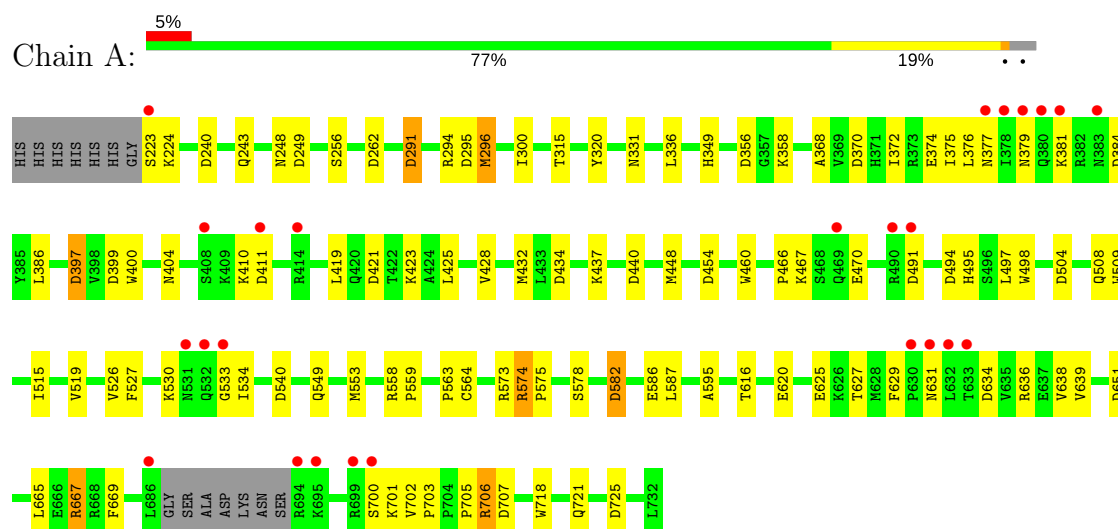 5%
Chain A:
77% 19% • •
HIS HIS HIS HIS HIS HIS GLY S223 K224 D240 Q243 N248 D249 S256 D262 D291 R294 D295 M296 I300 T315 Y320 N331 L336 H349 D356 G357 K358 A368 V369 D370 R371 I372 R373 E374 I375 L376 N377 I378 N379 Q380 K381 R382 N383
Y385 L386 D397 V398 D399 W400 N404 S408 K409 K410 D411 R414 L419 Q420 D421 T422 K423 A424 L425 V428 M432 L433 D434 K437 D440 M448 D454 W460 P466 K467 S468 Q469 E470 R490 D491 D494 H495 S496 L497 W498 D504 Q508
I515 V519 V526 F527 K530 N531 Q532 G533 I534 D540 Q549 M553 R558 P559 P563 C564 R573 R574 P575 S578 D582 E586 L587 A595 T616 E620 E625 K626 T627 M628 F629 P630 N631 L632 T633 D634 V635 R636 E637 V638 V639
L665 E666 R667 R668 F669 L686 GLY SER ALA ASP LYS ASN SER R694 K695 R699 S700 K701 V702 P703 P704 P705 R706 D707 W718 Q721 D725 L732